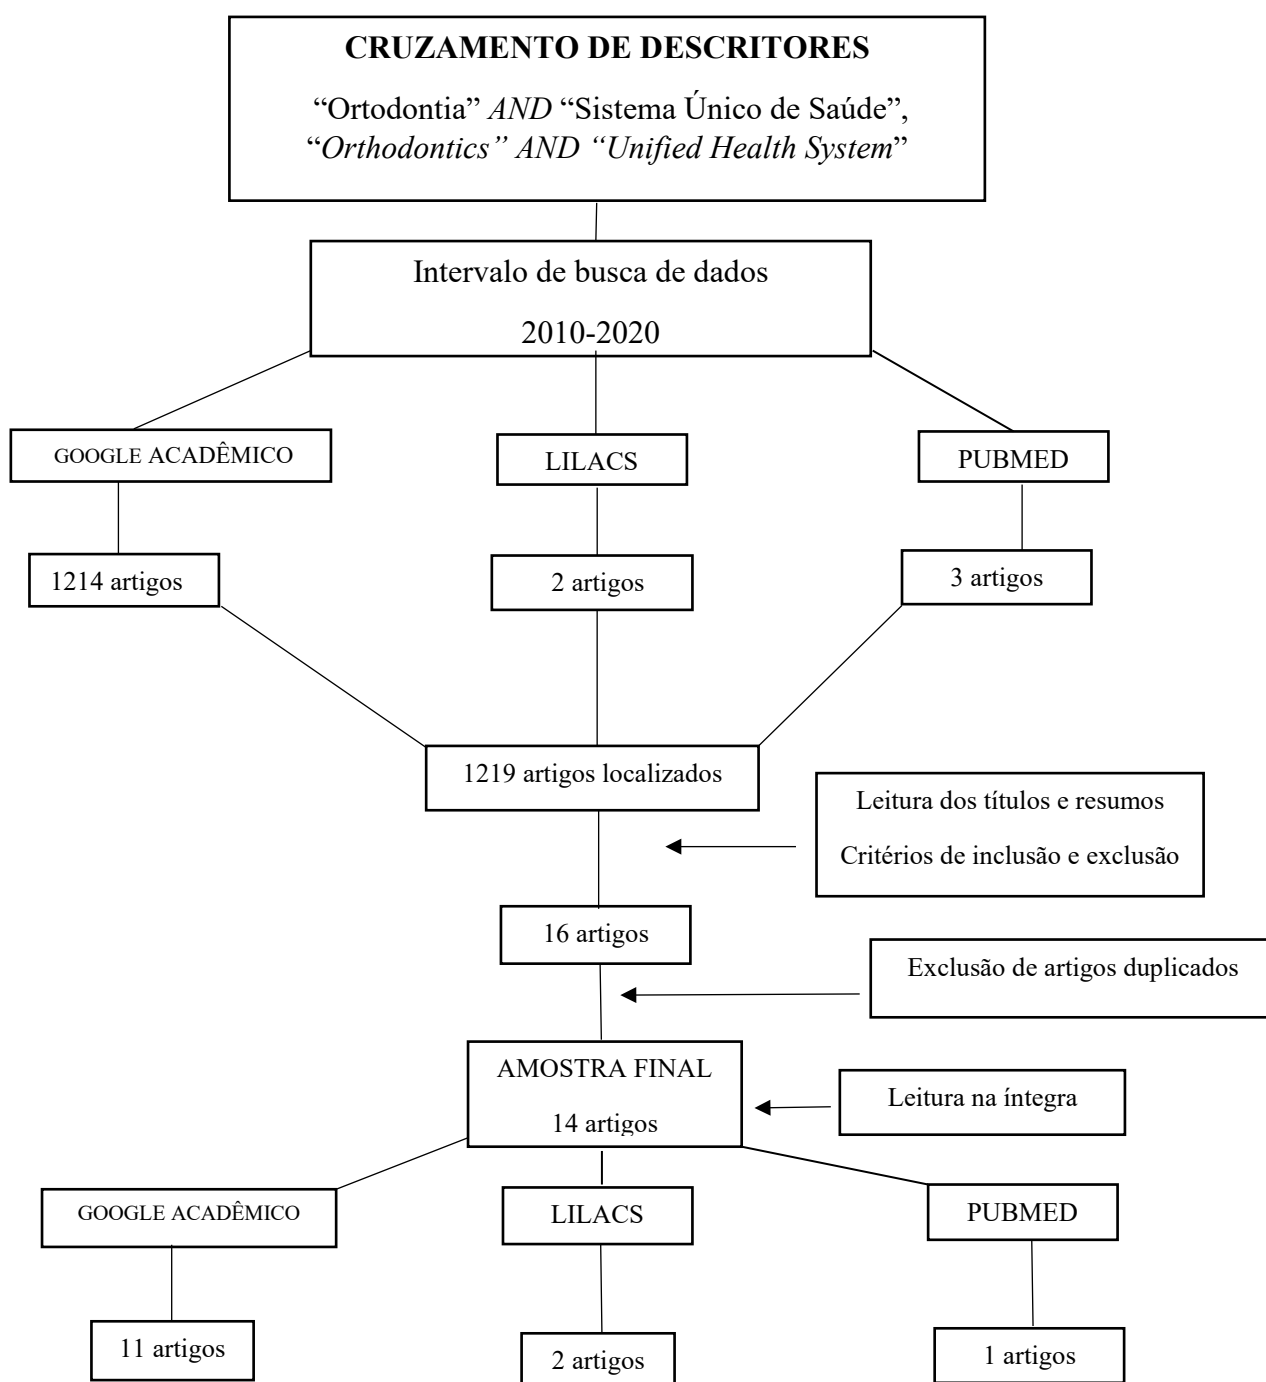 CRUZAMENTO DE DESCRITORES
“Ortodontia” AND “Sistema Único de Saúde”,
“Orthodontics” AND “Unified Health System”
Intervalo de busca de dados
2010-2020
GOOGLE ACADÊMICO
LILACS
PUBMED
1214 artigos
2 artigos
3 artigos
1219 artigos localizados
Leitura dos títulos e resumos
Critérios de inclusão e exclusão
16 artigos
Exclusão de artigos duplicados
AMOSTRA FINAL
14 artigos
Leitura na íntegra
GOOGLE ACADÊMICO
LILACS
PUBMED
11 artigos
2 artigos
1 artigos